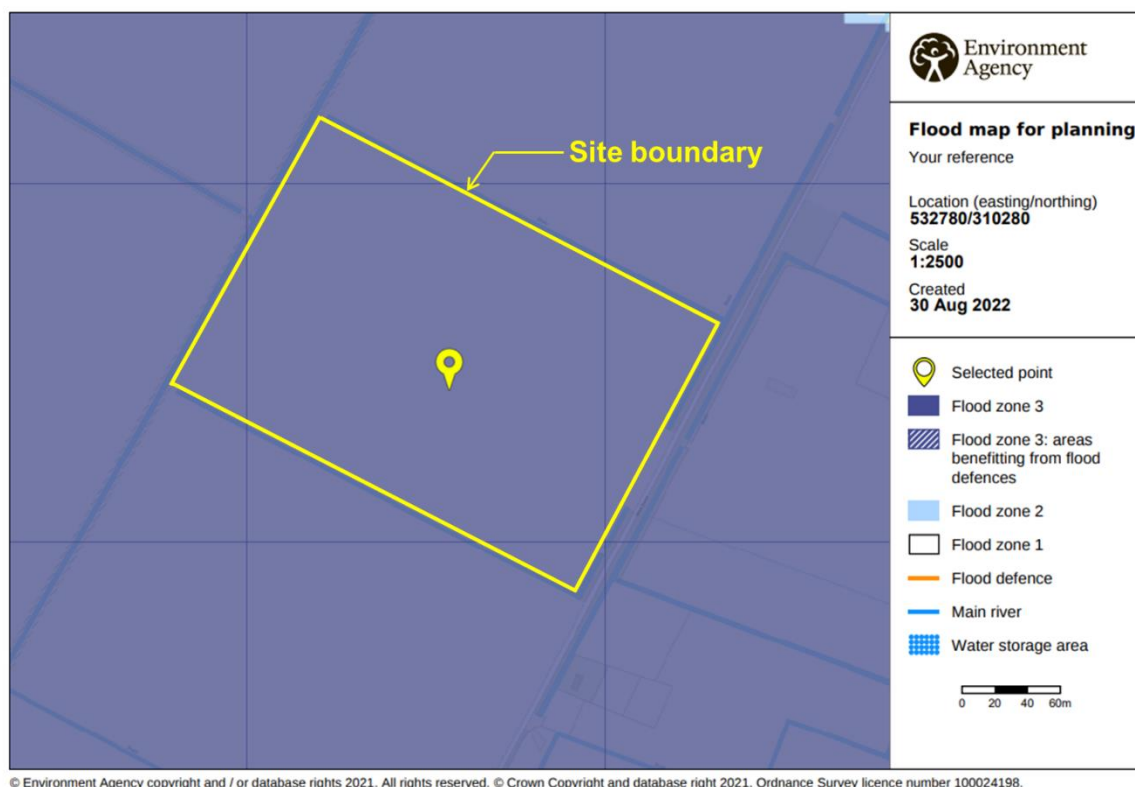 Site boundary
Environment
Agency
Flood map for planning
Your reference
Location (easting/northing)
532780/310280
Scale
1:2500
Created
30 Aug 2022
Selected point
Flood zone 3
Flood zone 3: areas
benefitting from flood
defences
Flood zone 2
Flood zone 1
Flood defence
Main river
Water storage area
0 20 40 60m
© Environment Agency copyright and / or database rights 2021. All rights reserved. © Crown Copyright and database right 2021. Ordnance Survey licence number 100024198.